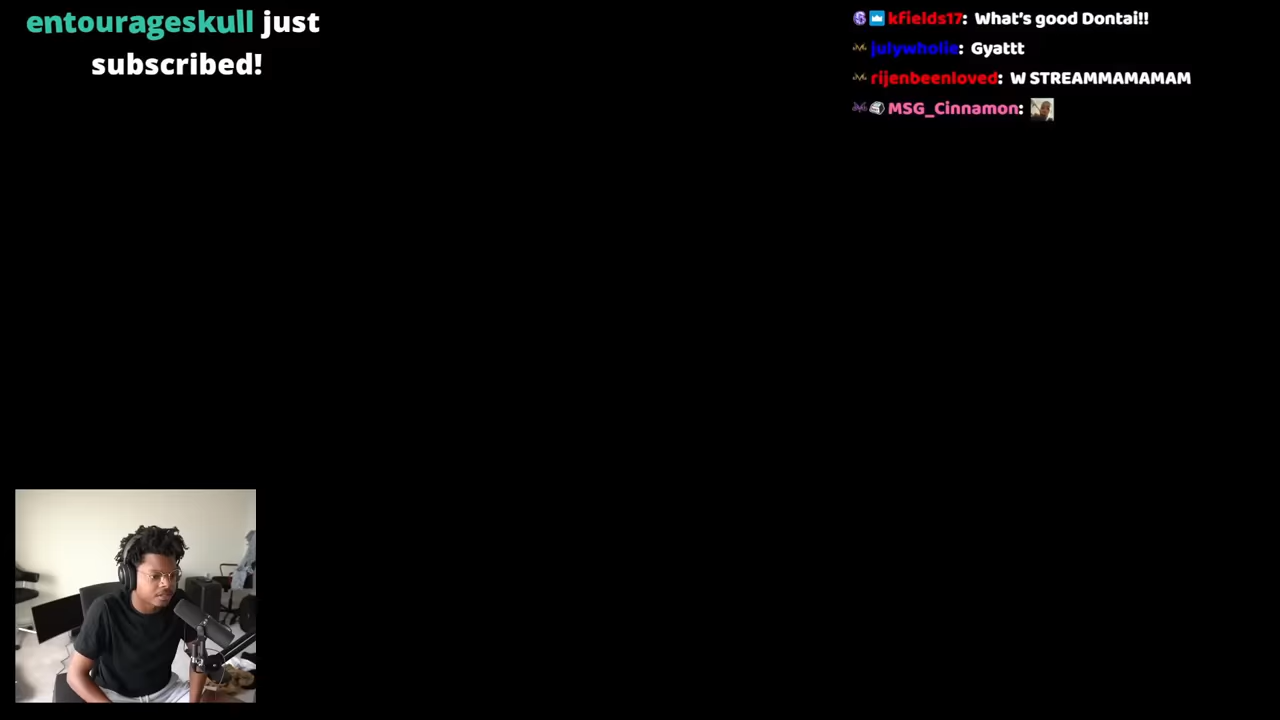 entourageskull just
subscribed!
kfields17: What's good Dontai!!
julywholie: Gyattt
rijenbeenloved: W STREAMMAMAMAM
MSG_Cinnamon: